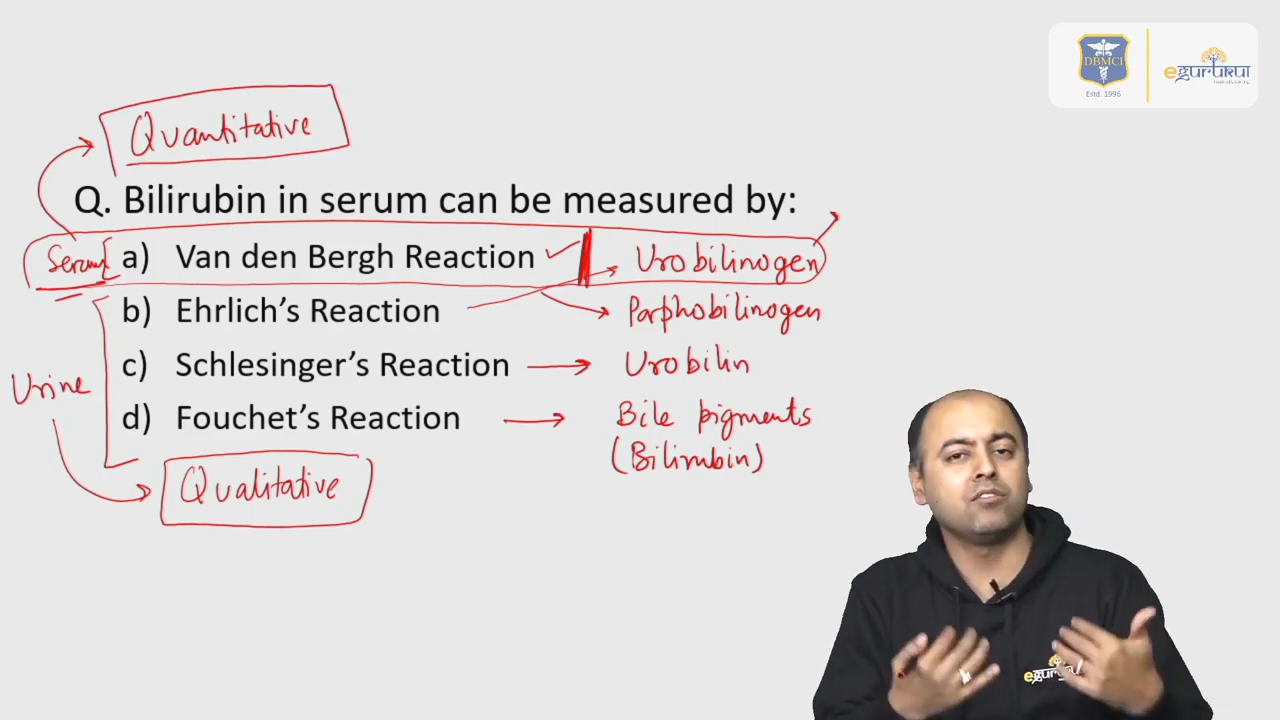 DBMCI
Estd. 1996
egurukul
Quantitative
Q. Bilirubin in serum can be measured by:
Serum
a) Van den Bergh Reaction
Urobilinogen
b) Ehrlich's Reaction
Porphobilinogen
c) Schlesinger's Reaction
Urobilin
Urine
d) Fouchet's Reaction
Bile pigments
(Bilirubin)
Qualitative
egurukul